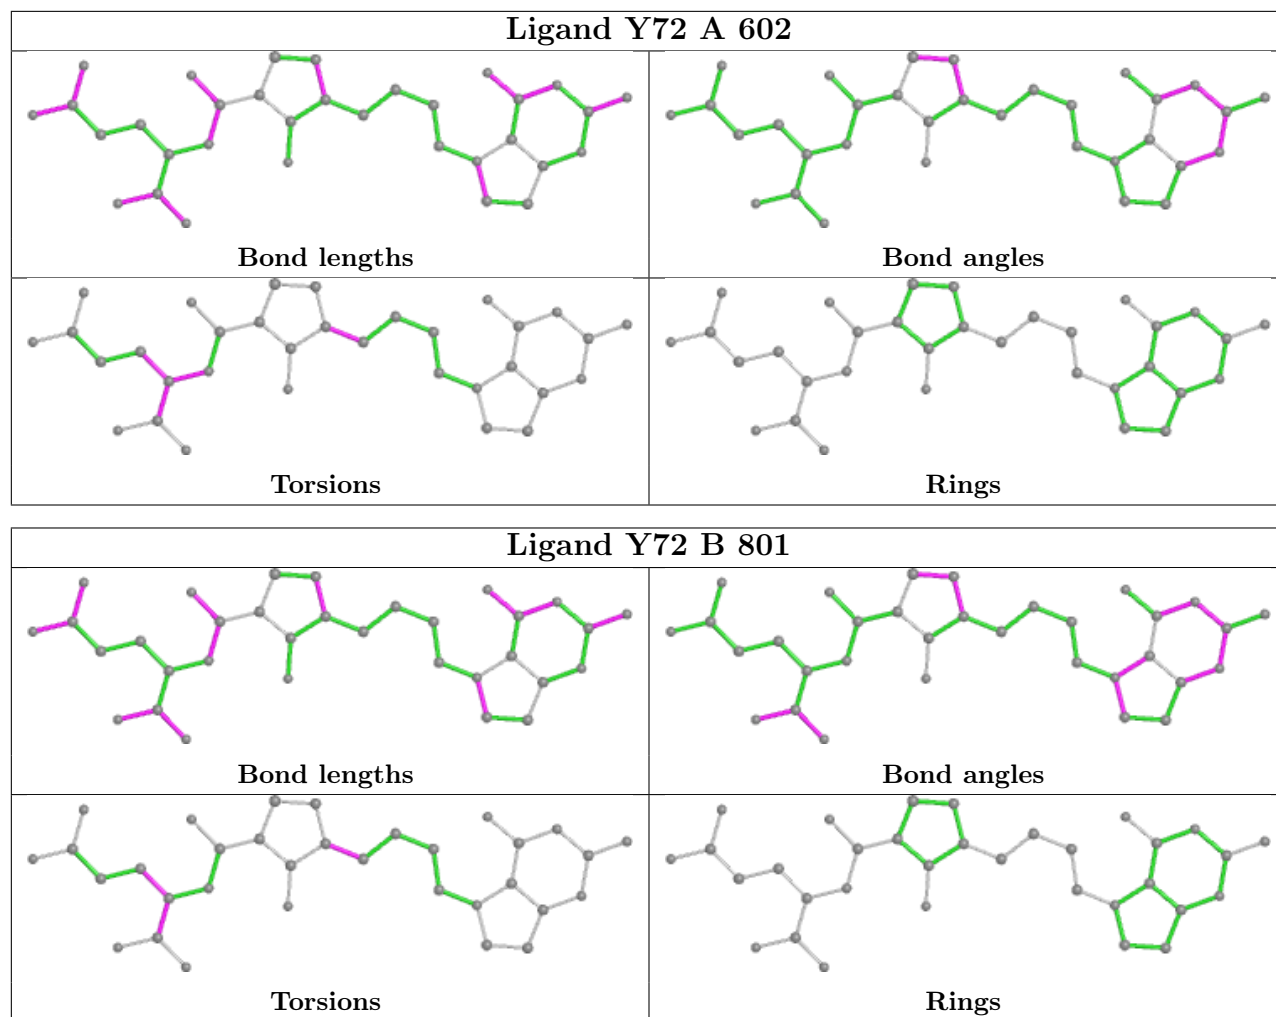 Ligand Y72 A 602
Bond lengths
Bond angles
Torsions
Rings
Ligand Y72 B 801
Bond lengths
Bond angles
Torsions
Rings